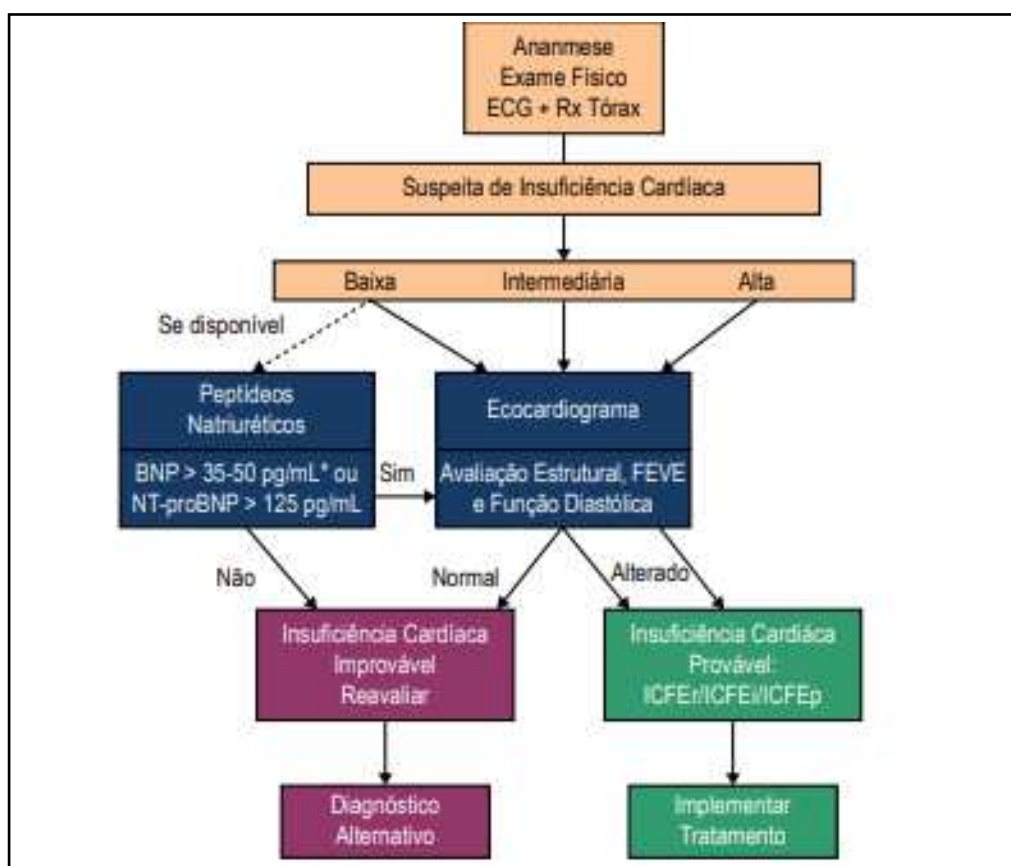 Ananmese
Exame Físico
ECG + Rx Tórax
Suspeita de Insuficiência Cardíaca
Baixa
Intermediária
Alta
Se disponível
Peptídeos
Natriuréticos
BNP > 35-50 pg/mL* ou
NT-proBNP > 125 pg/mL
Sim
Ecocardiograma
Avaliação Estrutural, FEVE
e Função Diastólica
Não
Normal
Alterado
Insuficiência Cardíaca
Improvável
Reavaliar
Insuficiência Cardiáca
Provável:
ICFEr/ICFEi/ICFEp
Diagnóstico
Alternativo
Implementar
Tratamento